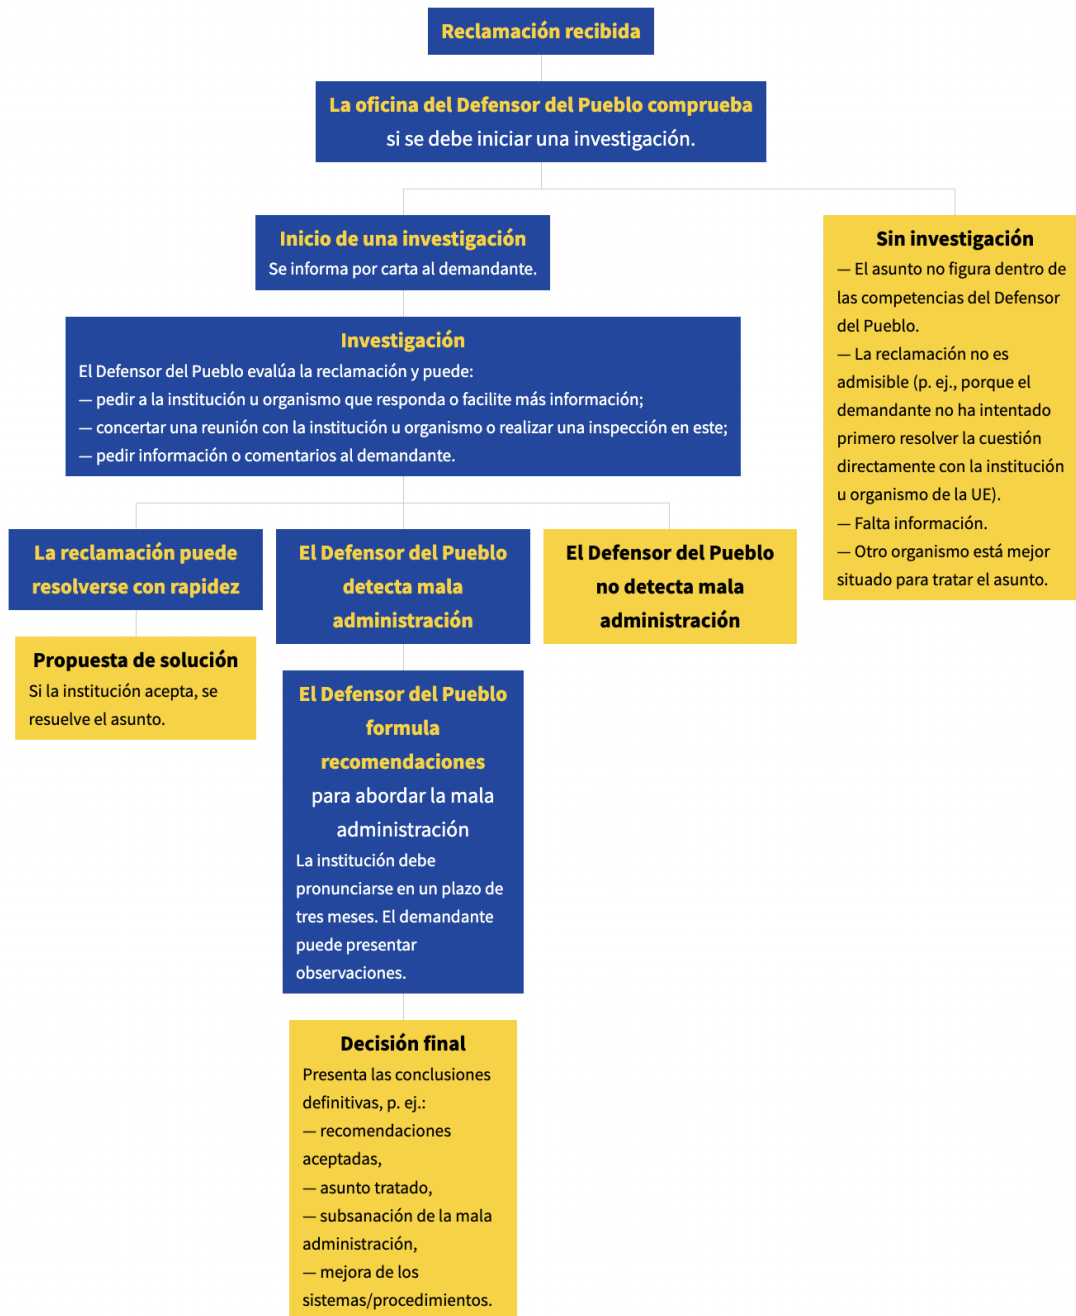 Reclamación recibida
La oficina del Defensor del Pueblo comprueba
si se debe iniciar una investigación.
Inicio de una investigación
Se informa por carta al demandante.
Sin investigación
— El asunto no figura dentro de
las competencias del Defensor
del Pueblo.
— La reclamación no es
admisible (p. ej., porque el
demandante no ha intentado
primero resolver la cuestión
directamente con la institución
u organismo de la UE).
— Falta información.
— Otro organismo está mejor
situado para tratar el asunto.
Investigación
El Defensor del Pueblo evalúa la reclamación y puede:
— pedir a la institución u organismo que responda o facilite más información;
— concertar una reunión con la institución u organismo o realizar una inspección en este;
— pedir información o comentarios al demandante.
La reclamación puede
resolverse con rapidez
Propuesta de solución
Si la institución acepta, se
resuelve el asunto.
El Defensor del Pueblo
detecta mala
administración
El Defensor del Pueblo
no detecta mala
administración
El Defensor del Pueblo
formula
recomendaciones
para abordar la mala
administración
La institución debe
pronunciarse en un plazo de
tres meses. El demandante
puede presentar
observaciones.
Decisión final
Presenta las conclusiones
definitivas, p. ej.:
— recomendaciones
aceptadas,
— asunto tratado,
— subsanación de la mala
administración,
— mejora de los
sistemas/procedimientos.